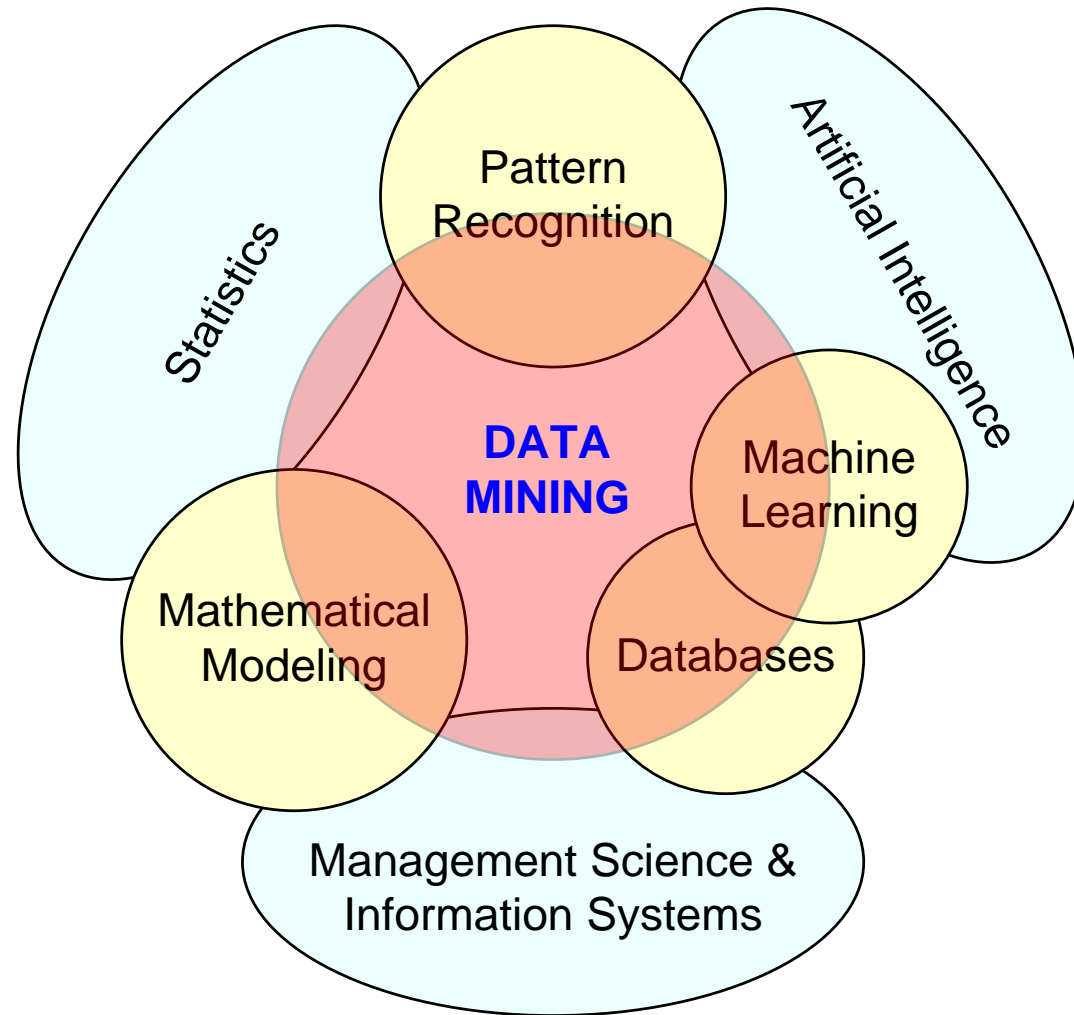 Pattern
Recognition
Artificial Intelligence
Statistics
DATA
MINING
Machine
Learning
Mathematical
Modeling
Databases
Management Science &
Information Systems